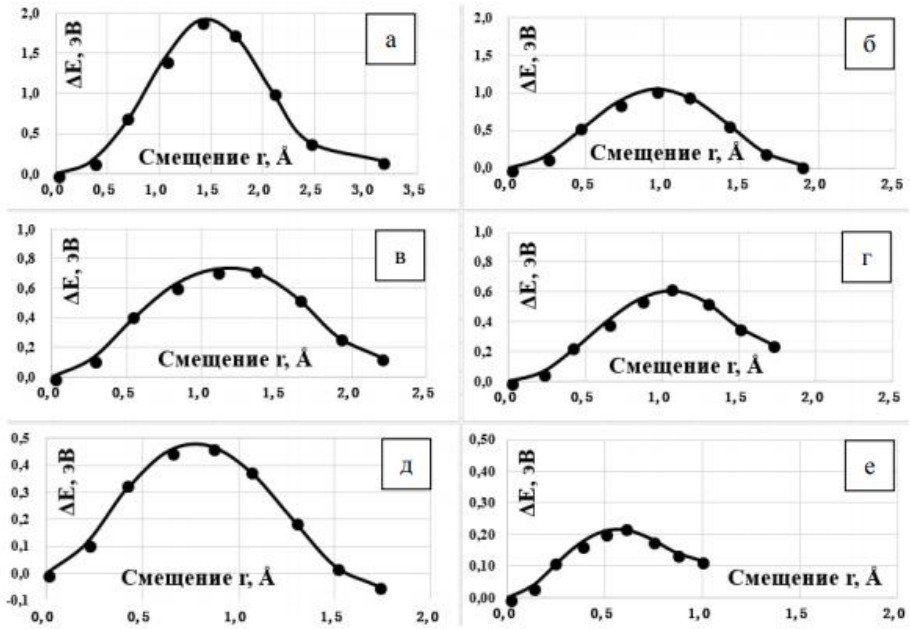 2,0
1,5
1,0
0,5
0,0
ΔE, эВ
а
Смещение r, Å
0,0 0,5 1,0 1,5 2,0 2,5 3,0 3,5
2,0
1,5
1,0
0,5
0,0
ΔE, эВ
б
Смещение r, Å
0,0 0,5 1,0 1,5 2,0 2,5
1,0
0,8
0,6
0,4
0,2
0,0
ΔE, эВ
в
Смещение r, Å
0,0 0,5 1,0 1,5 2,0 2,5
1,0
0,8
0,6
0,4
0,2
0,0
ΔE, эВ
г
Смещение r, Å
0,0 0,5 1,0 1,5 2,0 2,5
0,5
0,4
0,3
0,2
0,1
0,0
-0,1
ΔE, эВ
д
Смещение r, Å
0,0 0,5 1,0 1,5 2,0
0,50
0,40
0,30
0,20
0,10
0,00
ΔE, эВ
е
Смещение r, Å
0,0 0,5 1,0 1,5 2,0